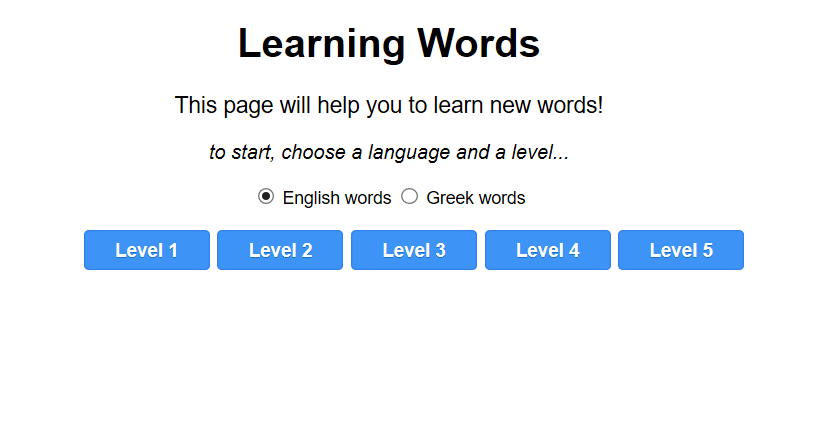 Learning Words
This page will help you to learn new words!
to start, choose a language and a level...
English words Greek words
Level 1 Level 2 Level 3 Level 4 Level 5